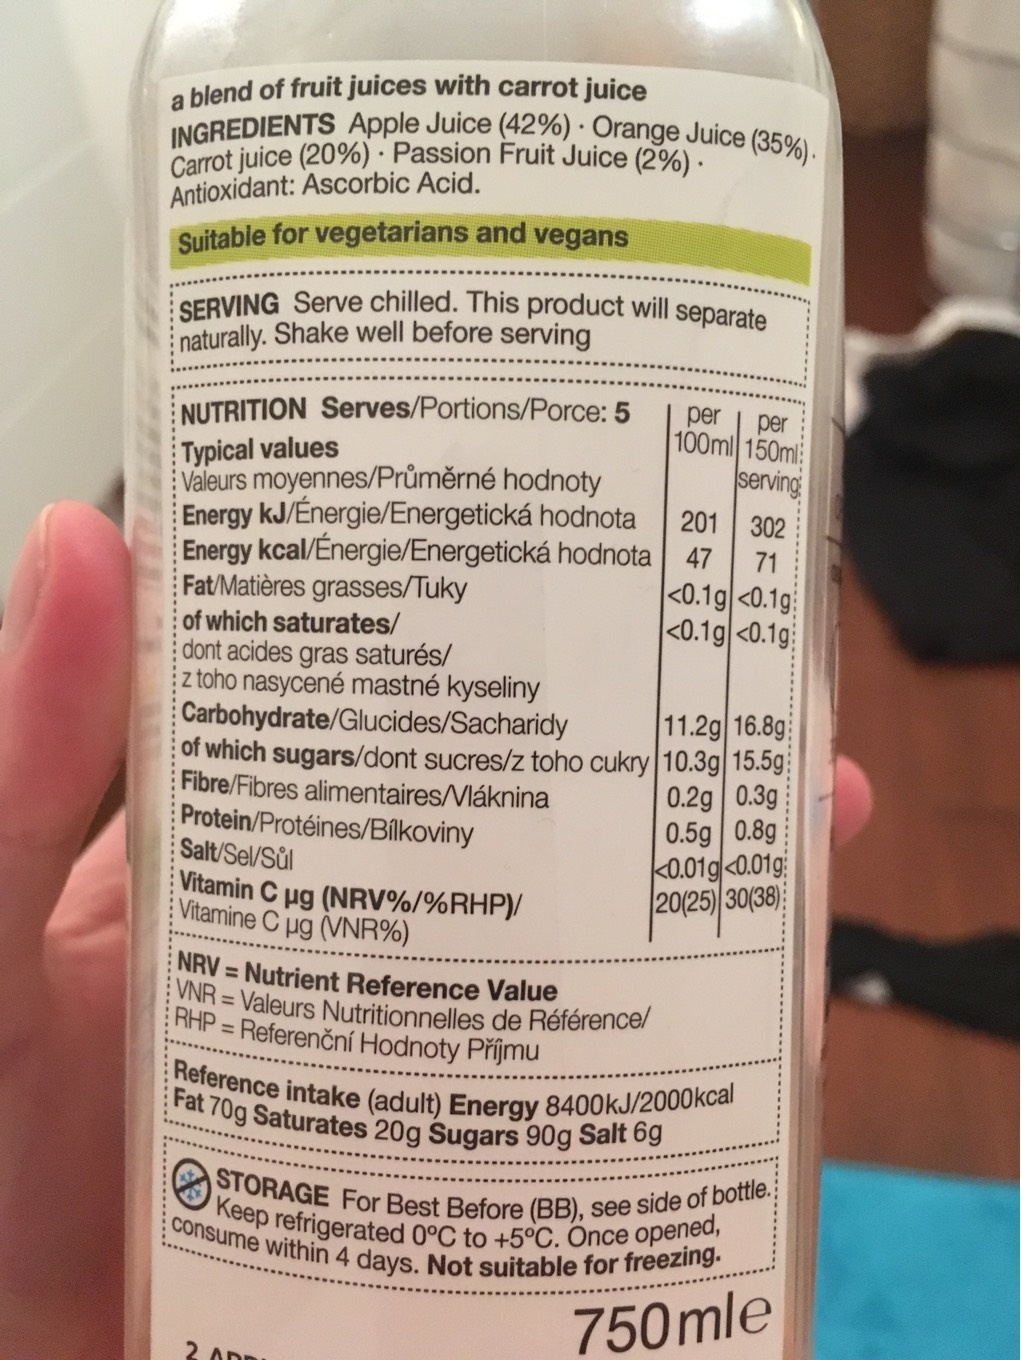 a blend of fruit juices with carrot juice
INGREDIENTS Apple Juice (42%) · Orange Juice (35%) ·
Carrot juice (20%) · Passion Fruit Juice (2%) ·
Antioxidant: Ascorbic Acid.
Suitable for vegetarians and vegans
SERVING Serve chilled. This product will separate
naturally. Shake well before serving
NUTRITION Serves/Portions/Porce: 5 per 100ml per 150ml serving
Typical values
Valeurs moyennes/Průměrné hodnoty
Energy kJ/Énergie/Energetická hodnota 201 302
Energy kcal/Énergie/Energetická hodnota 47 71
Fat/Matières grasses/Tuky <0.1g <0.1g
of which saturates/ <0.1g <0.1g
dont acides gras saturés/
z toho nasycené mastné kyseliny
Carbohydrate/Glucides/Sacharidy 11.2g 16.8g
of which sugars/dont sucres/z toho cukry 10.3g 15.5g
Fibre/Fibres alimentaires/Vláknina 0.2g 0.3g
Protein/Protéines/Bílkoviny 0.5g 0.8g
Salt/Sel/Sůl <0.01g <0.01g
Vitamin C µg (NRV%/%RHP)/ 20(25) 30(38)
Vitamine C µg (VNR%)
NRV = Nutrient Reference Value
VNR = Valeurs Nutritionnelles de Référence/
RHP = Referenční Hodnoty Příjmu
Reference intake (adult) Energy 8400kJ/2000kcal
Fat 70g Saturates 20g Sugars 90g Salt 6g
STORAGE For Best Before (BB), see side of bottle.
Keep refrigerated 0°C to +5°C. Once opened,
consume within 4 days. Not suitable for freezing.
750mle
2